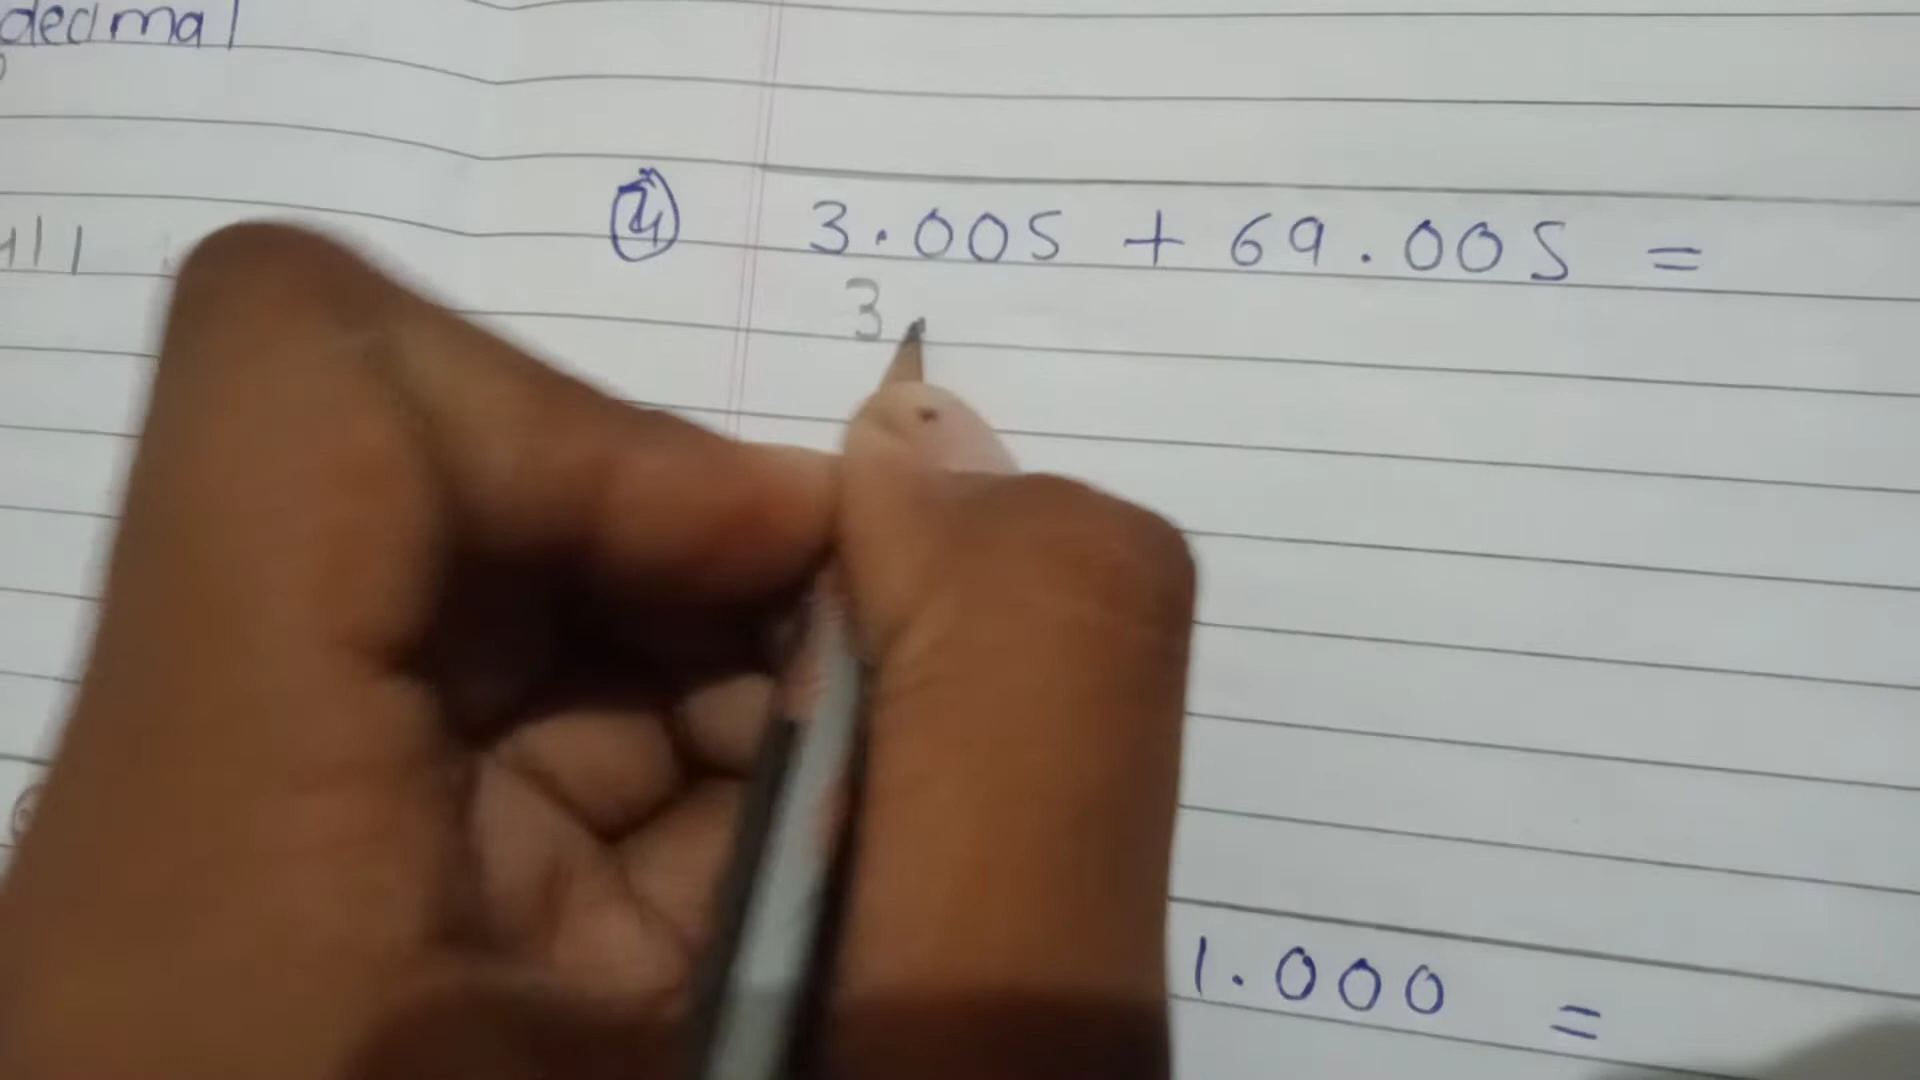 decimal
④ 3.005 + 69.005 =
3.
1.000 =